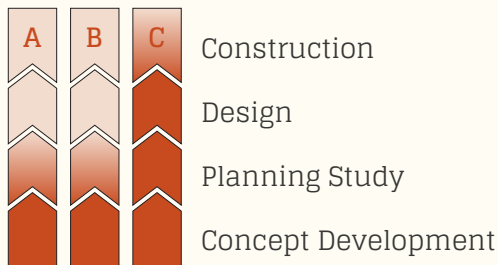 A B C
Construction
Design
Planning Study
Concept Development